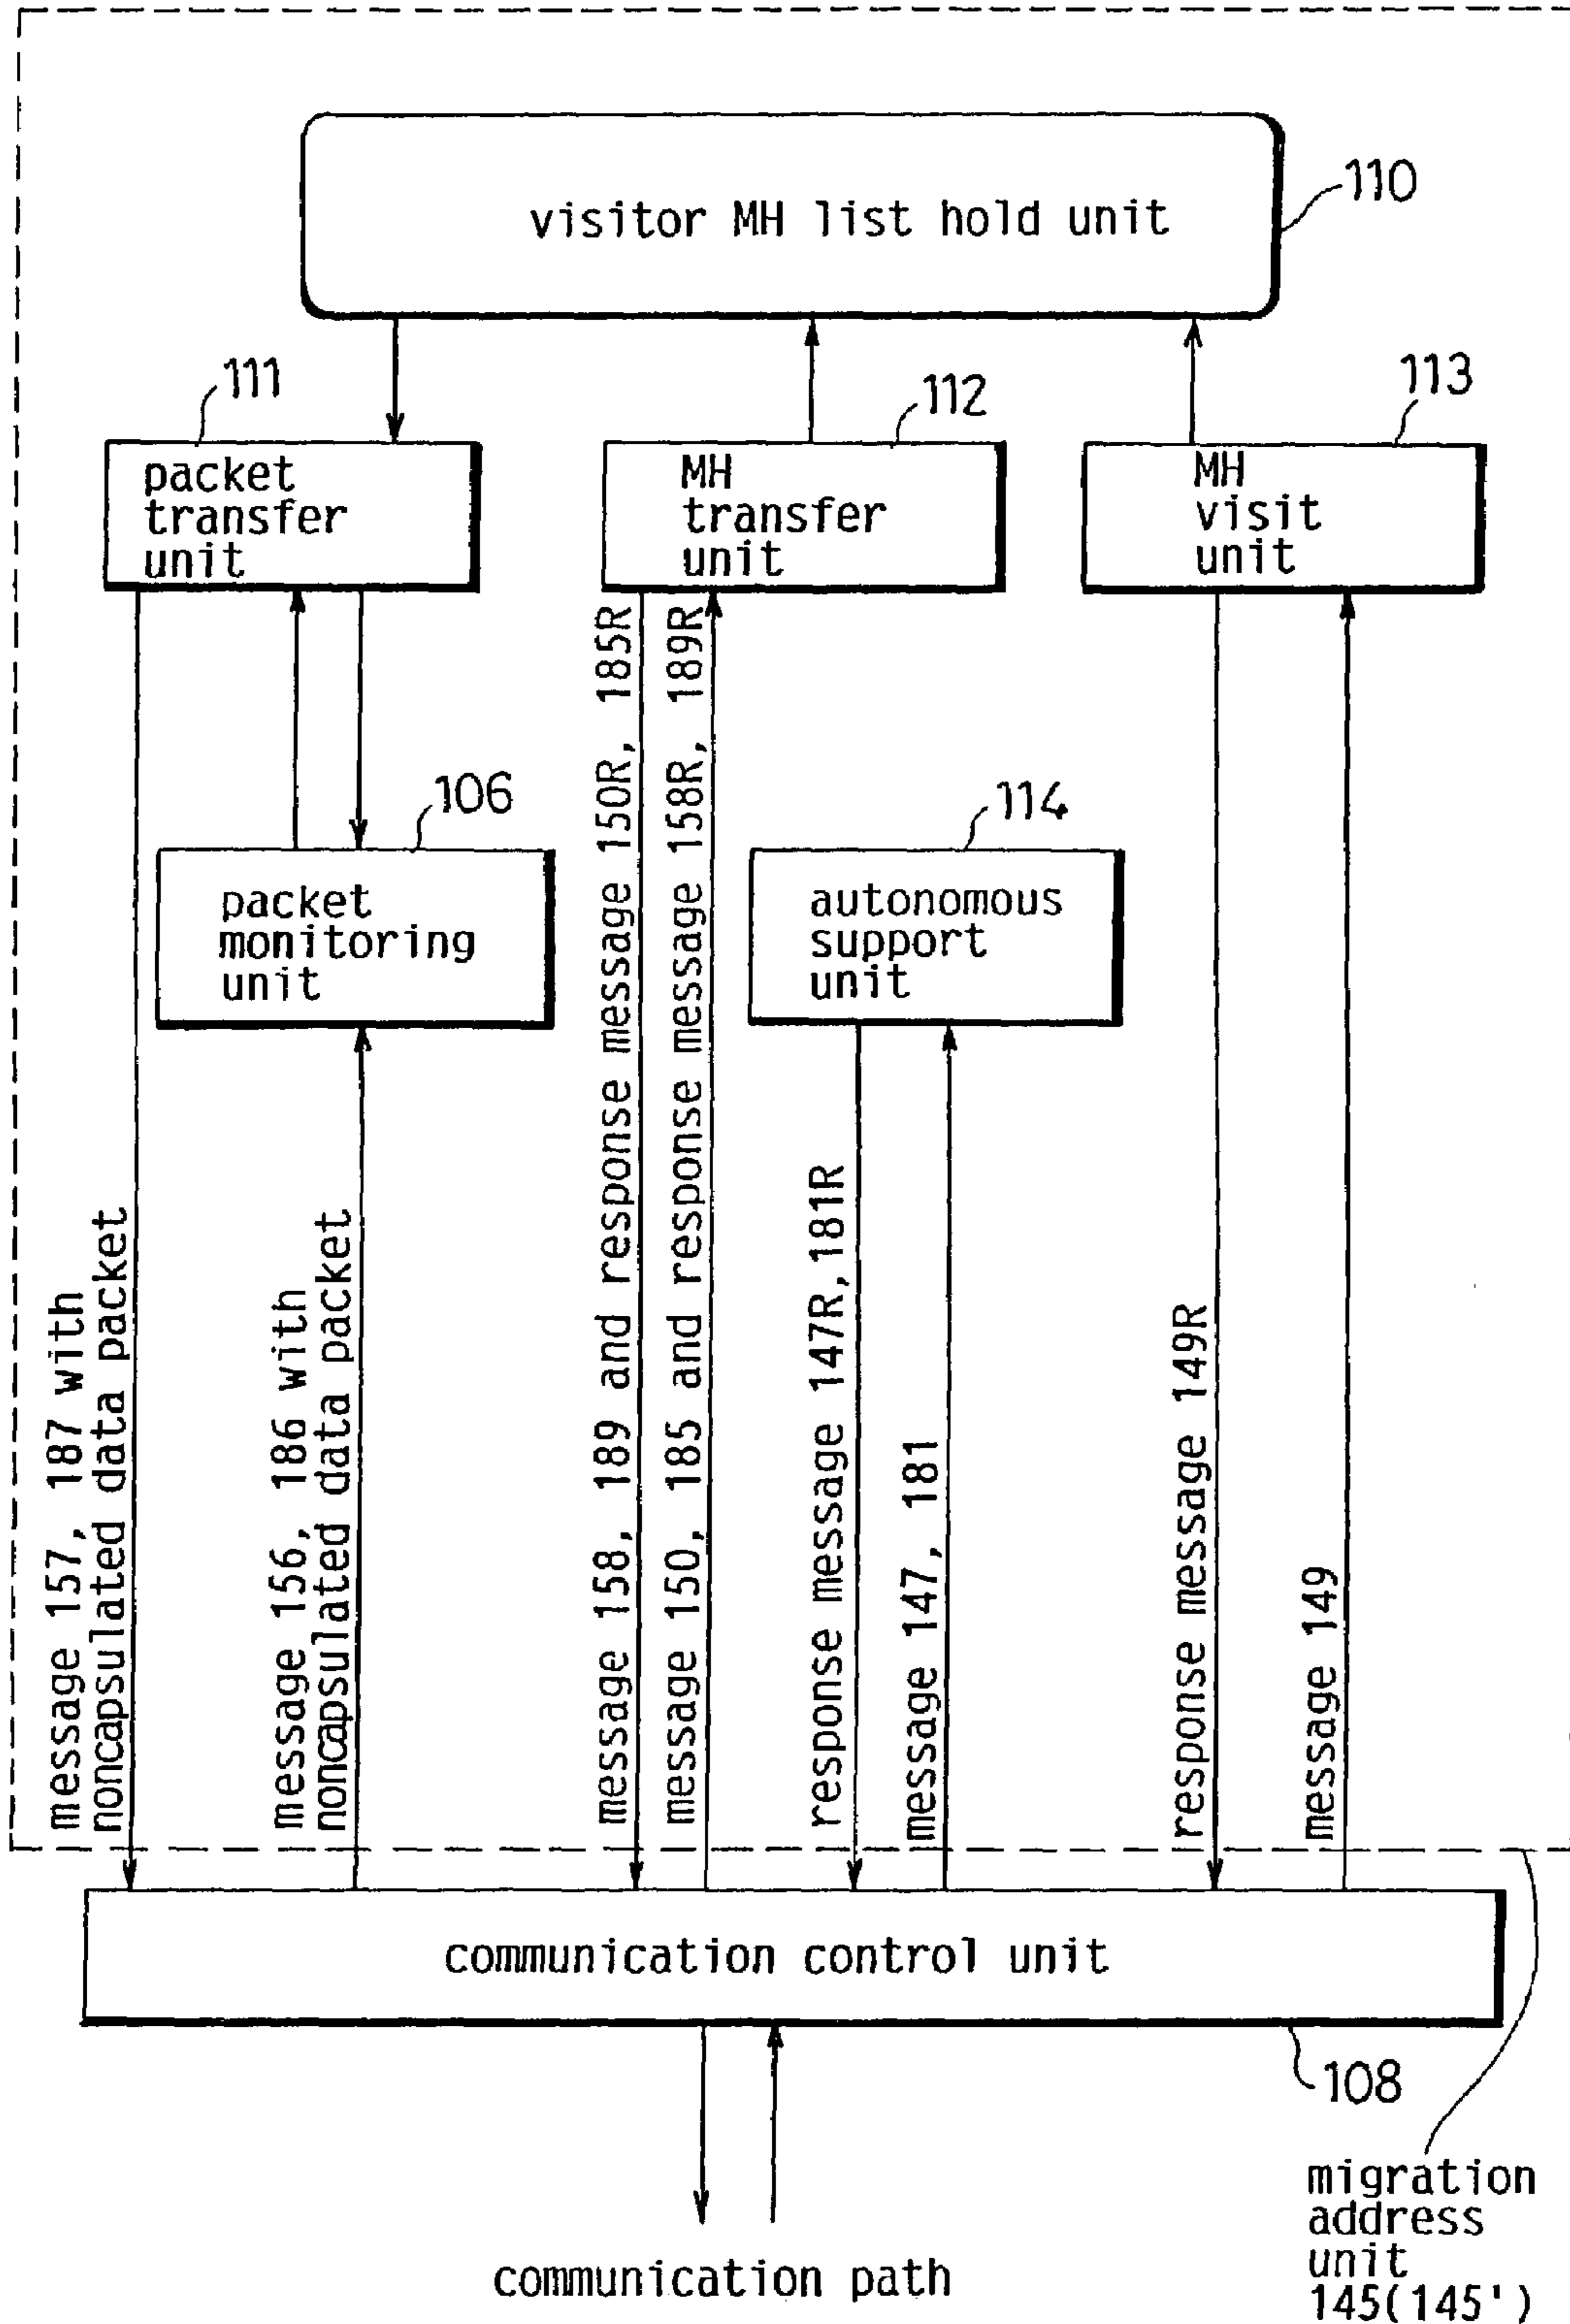 110
visitor MH list hold unit
111
112
113
packet
transfer
unit
MH
transfer
unit
MH
visit
unit
106
114
packet
monitoring
unit
autonomous
support
unit
message 157, 187 with
noncapsulated data packet
message 156, 186 with
noncapsulated data packet
message 158, 189 and response message 150R, 185R
message 150, 185 and response message 158R, 189R
response message 147R,181R
message 147, 181
response message 149R
message 149
communication control unit
108
migration
address
unit
145(145')
communication path